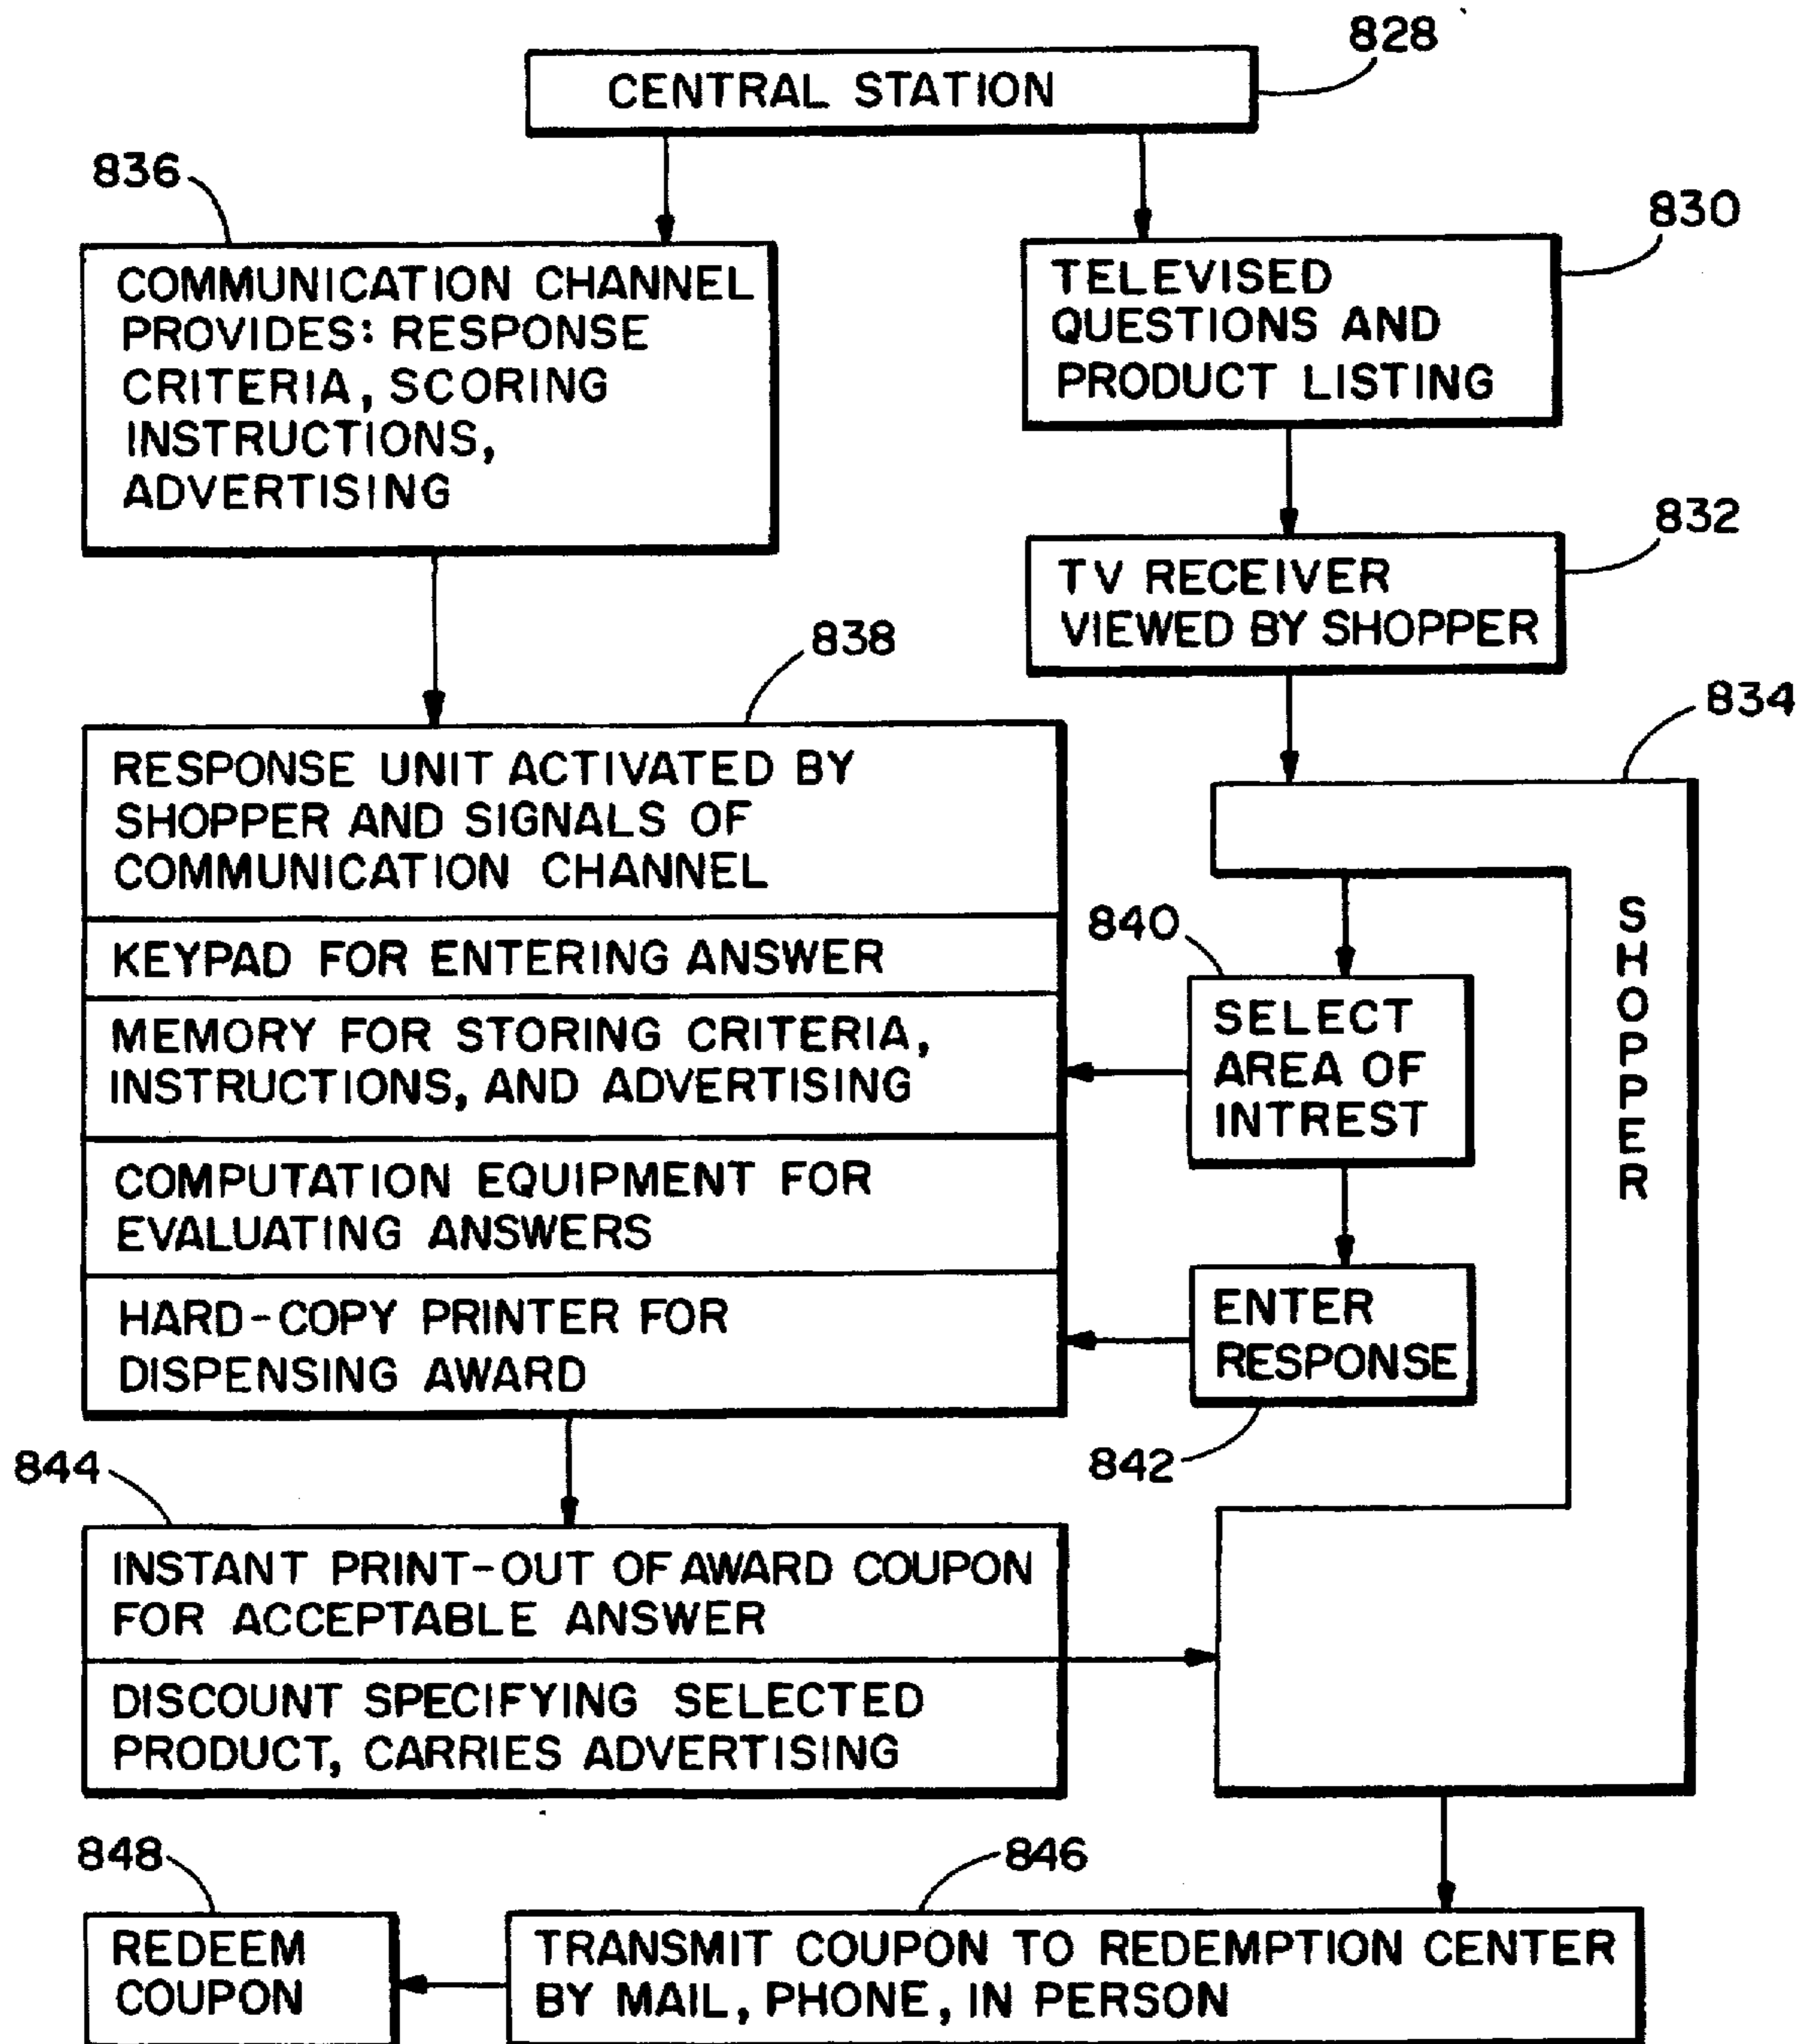 828
CENTRAL STATION
836
830
COMMUNICATION CHANNEL
PROVIDES: RESPONSE
CRITERIA, SCORING
INSTRUCTIONS,
ADVERTISING
TELEVISED
QUESTIONS AND
PRODUCT LISTING
832
TV RECEIVER
VIEWED BY SHOPPER
838
834
RESPONSE UNIT ACTIVATED BY
SHOPPER AND SIGNALS OF
COMMUNICATION CHANNEL
KEYPAD FOR ENTERING ANSWER
MEMORY FOR STORING CRITERIA,
INSTRUCTIONS, AND ADVERTISING
COMPUTATION EQUIPMENT FOR
EVALUATING ANSWERS
HARD-COPY PRINTER FOR
DISPENSING AWARD
840
SELECT
AREA OF
INTREST
ENTER
RESPONSE
842
SHOPPER
844
INSTANT PRINT-OUT OF AWARD COUPON
FOR ACCEPTABLE ANSWER
DISCOUNT SPECIFYING SELECTED
PRODUCT, CARRIES ADVERTISING
848
846
REDEEM
COUPON
TRANSMIT COUPON TO REDEMPTION CENTER
BY MAIL, PHONE, IN PERSON